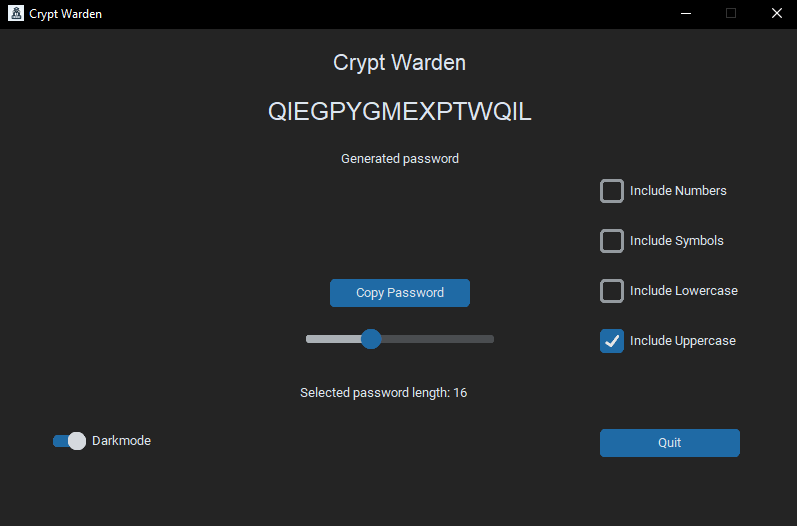 Crypt Warden
Crypt Warden
QIEGPYGMEXPTWQIL
Generated password
Include Numbers
Include Symbols
Include Lowercase
Copy Password
Include Uppercase
Selected password length: 16
Darkmode
Quit